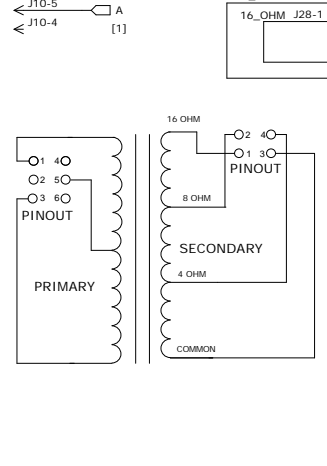 J10-5
A
16_OHM J28-1
J10-4
[1]
16 OHM
2 4
1 4
1 3
PINOUT
2 5
8 OHM
3 6
PINOUT
SECONDARY
4 OHM
PRIMARY
COMMON